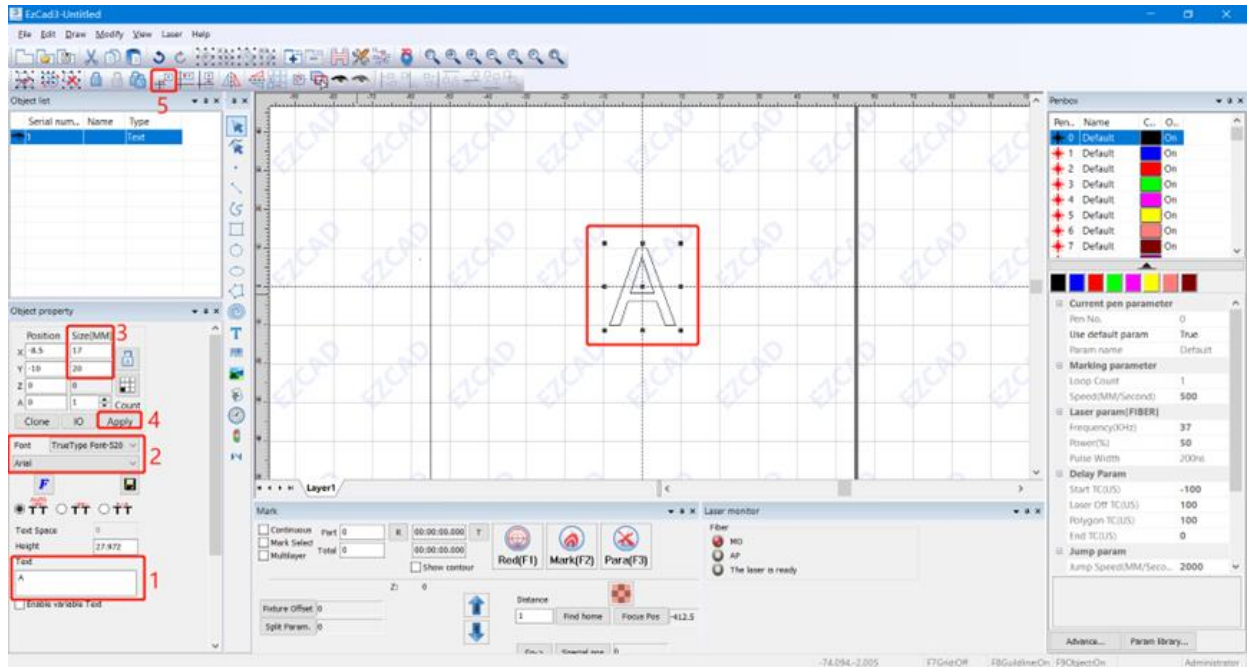 EzCad3-Untitled
File Edit Draw Modify View Laser Help
5
Object list
Serial num.. Name Type
1 Text
Object property
Position Size(MM) 3
X -8.5 17
Y -10 20
Z 0 0
A 0 1 Count
Clone IO Apply 4
Font TrueType Font-520
Arial 2
F
Text Space 0
Height 27.972
Text
A 1
Enable variable Text
EZCAD
A
Layer1
Mark
Continuous Part 0 R 00:00:00.000 T
Mark Select Total 0 00:00:00.000
Multilayer Show contour
Red(F1) Mark(F2) Para(F3)
Z: 0
Fixture Offset 0
Split Param. 0
Distance
1 Find home Focus Pos -412.5
Laser monitor
Fiber
MO
AP
The laser is ready
Penbox
Pen.. Name C.. O..
0 Default On
1 Default On
2 Default On
3 Default On
4 Default On
5 Default On
6 Default On
7 Default On
Current pen parameter
Pen No. 0
Use default param True
Param name Default
Marking parameter
Loop Count 1
Speed(MM/Second) 500
Laser param(FIBER)
Frequency(KHz) 37
Power(%) 50
Pulse Width 200ns
Delay Param
Start TC(US) -100
Laser Off TC(US) 100
Polygon TC(US) 100
End TC(US) 0
Jump param
Jump Speed(MM/Seco... 2000
Advance... Param library...
-74.094,-2.005 F7Grid:Off F8Guildline:On F9Object:On Administrator